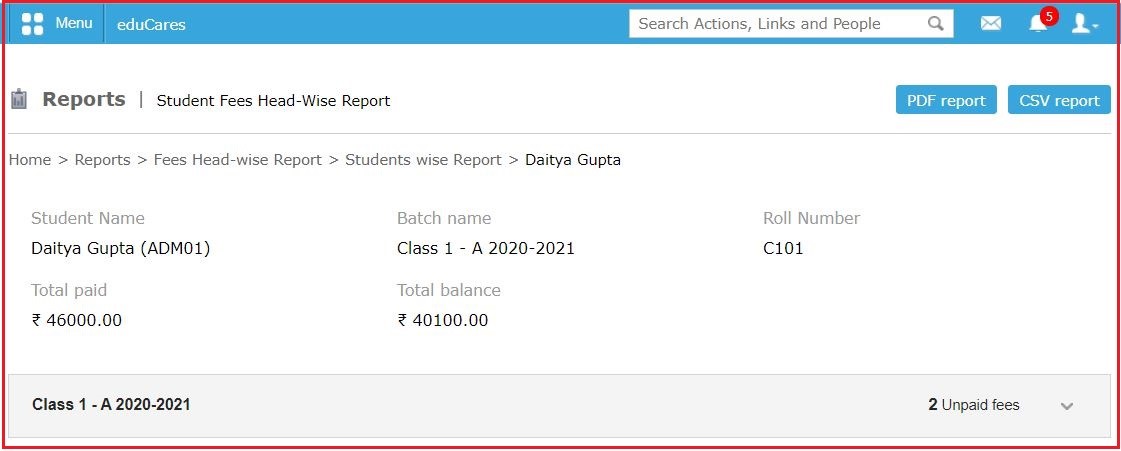 Menu eduCares Search Actions, Links and People 5
Reports | Student Fees Head-Wise Report PDF report CSV report
Home > Reports > Fees Head-wise Report > Students wise Report > Daitya Gupta
Student Name Batch name Roll Number
Daitya Gupta (ADM01) Class 1 - A 2020-2021 C101
Total paid Total balance
₹ 46000.00 ₹ 40100.00
Class 1 - A 2020-2021 2 Unpaid fees